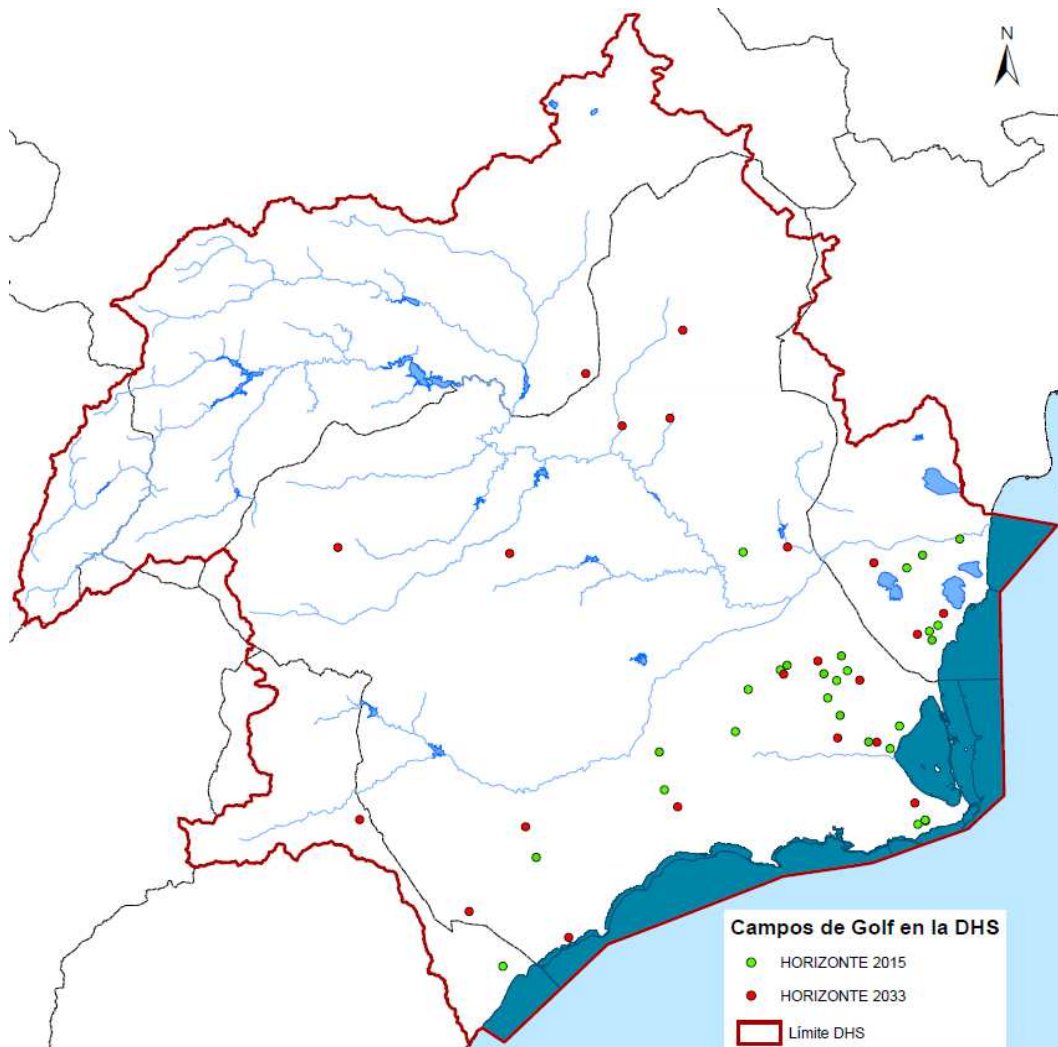 N
Campos de Golf en la DHS
HORIZONTE 2015
HORIZONTE 2033
Límite DHS